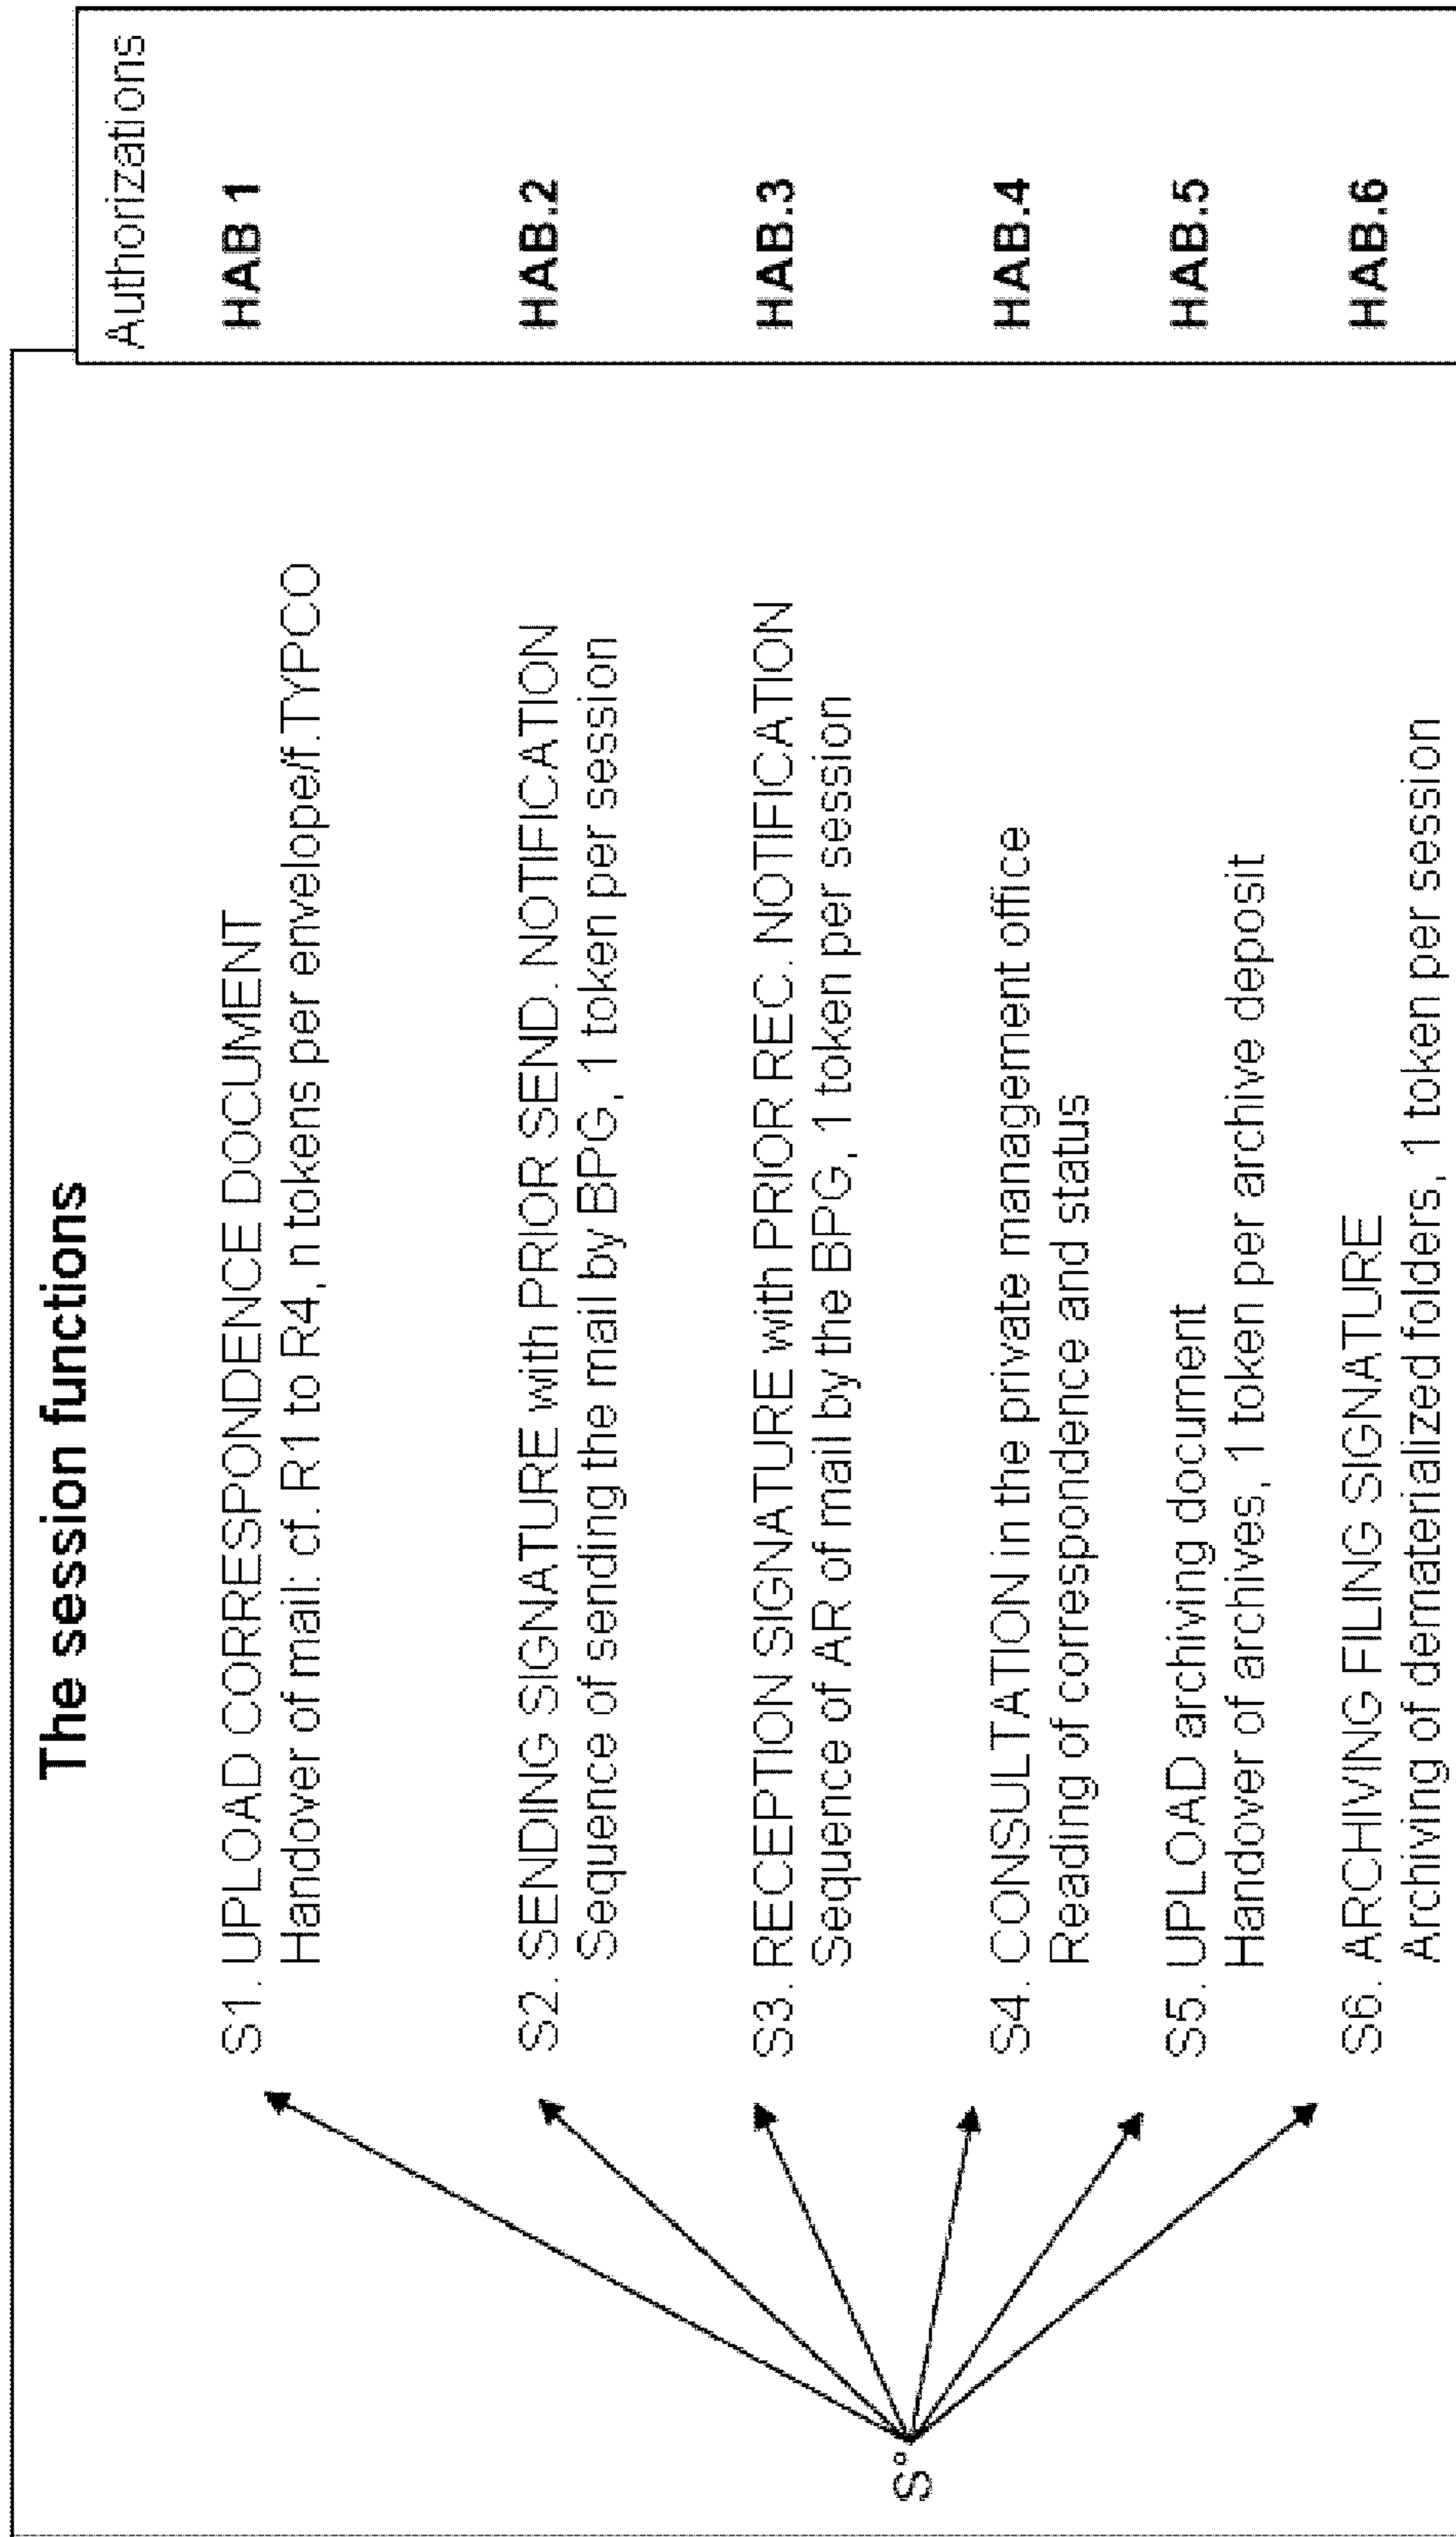 The session functions
Authorizations
S1. UPLOAD CORRESPONDENCE DOCUMENT
HAB 1
Handover of mail: cf. R1 to R4, n tokens per envelope/f.TYPCO
S2. SENDING SIGNATURE with PRIOR SEND. NOTIFICATION
HAB.2
Sequence of sending the mail by BPG, 1 token per session
S3. RECEPTION SIGNATURE with PRIOR REC. NOTIFICATION
HAB.3
Sequence of AR of mail by the BPG, 1 token per session
S°
S4. CONSULTATION in the private management office
HAB.4
Reading of correspondence and status
S5. UPLOAD archiving document
HAB.5
Handover of archives, 1 token per archive deposit
S6. ARCHIVING FILING SIGNATURE
HAB.6
Archiving of dematerialized folders, 1 token per session